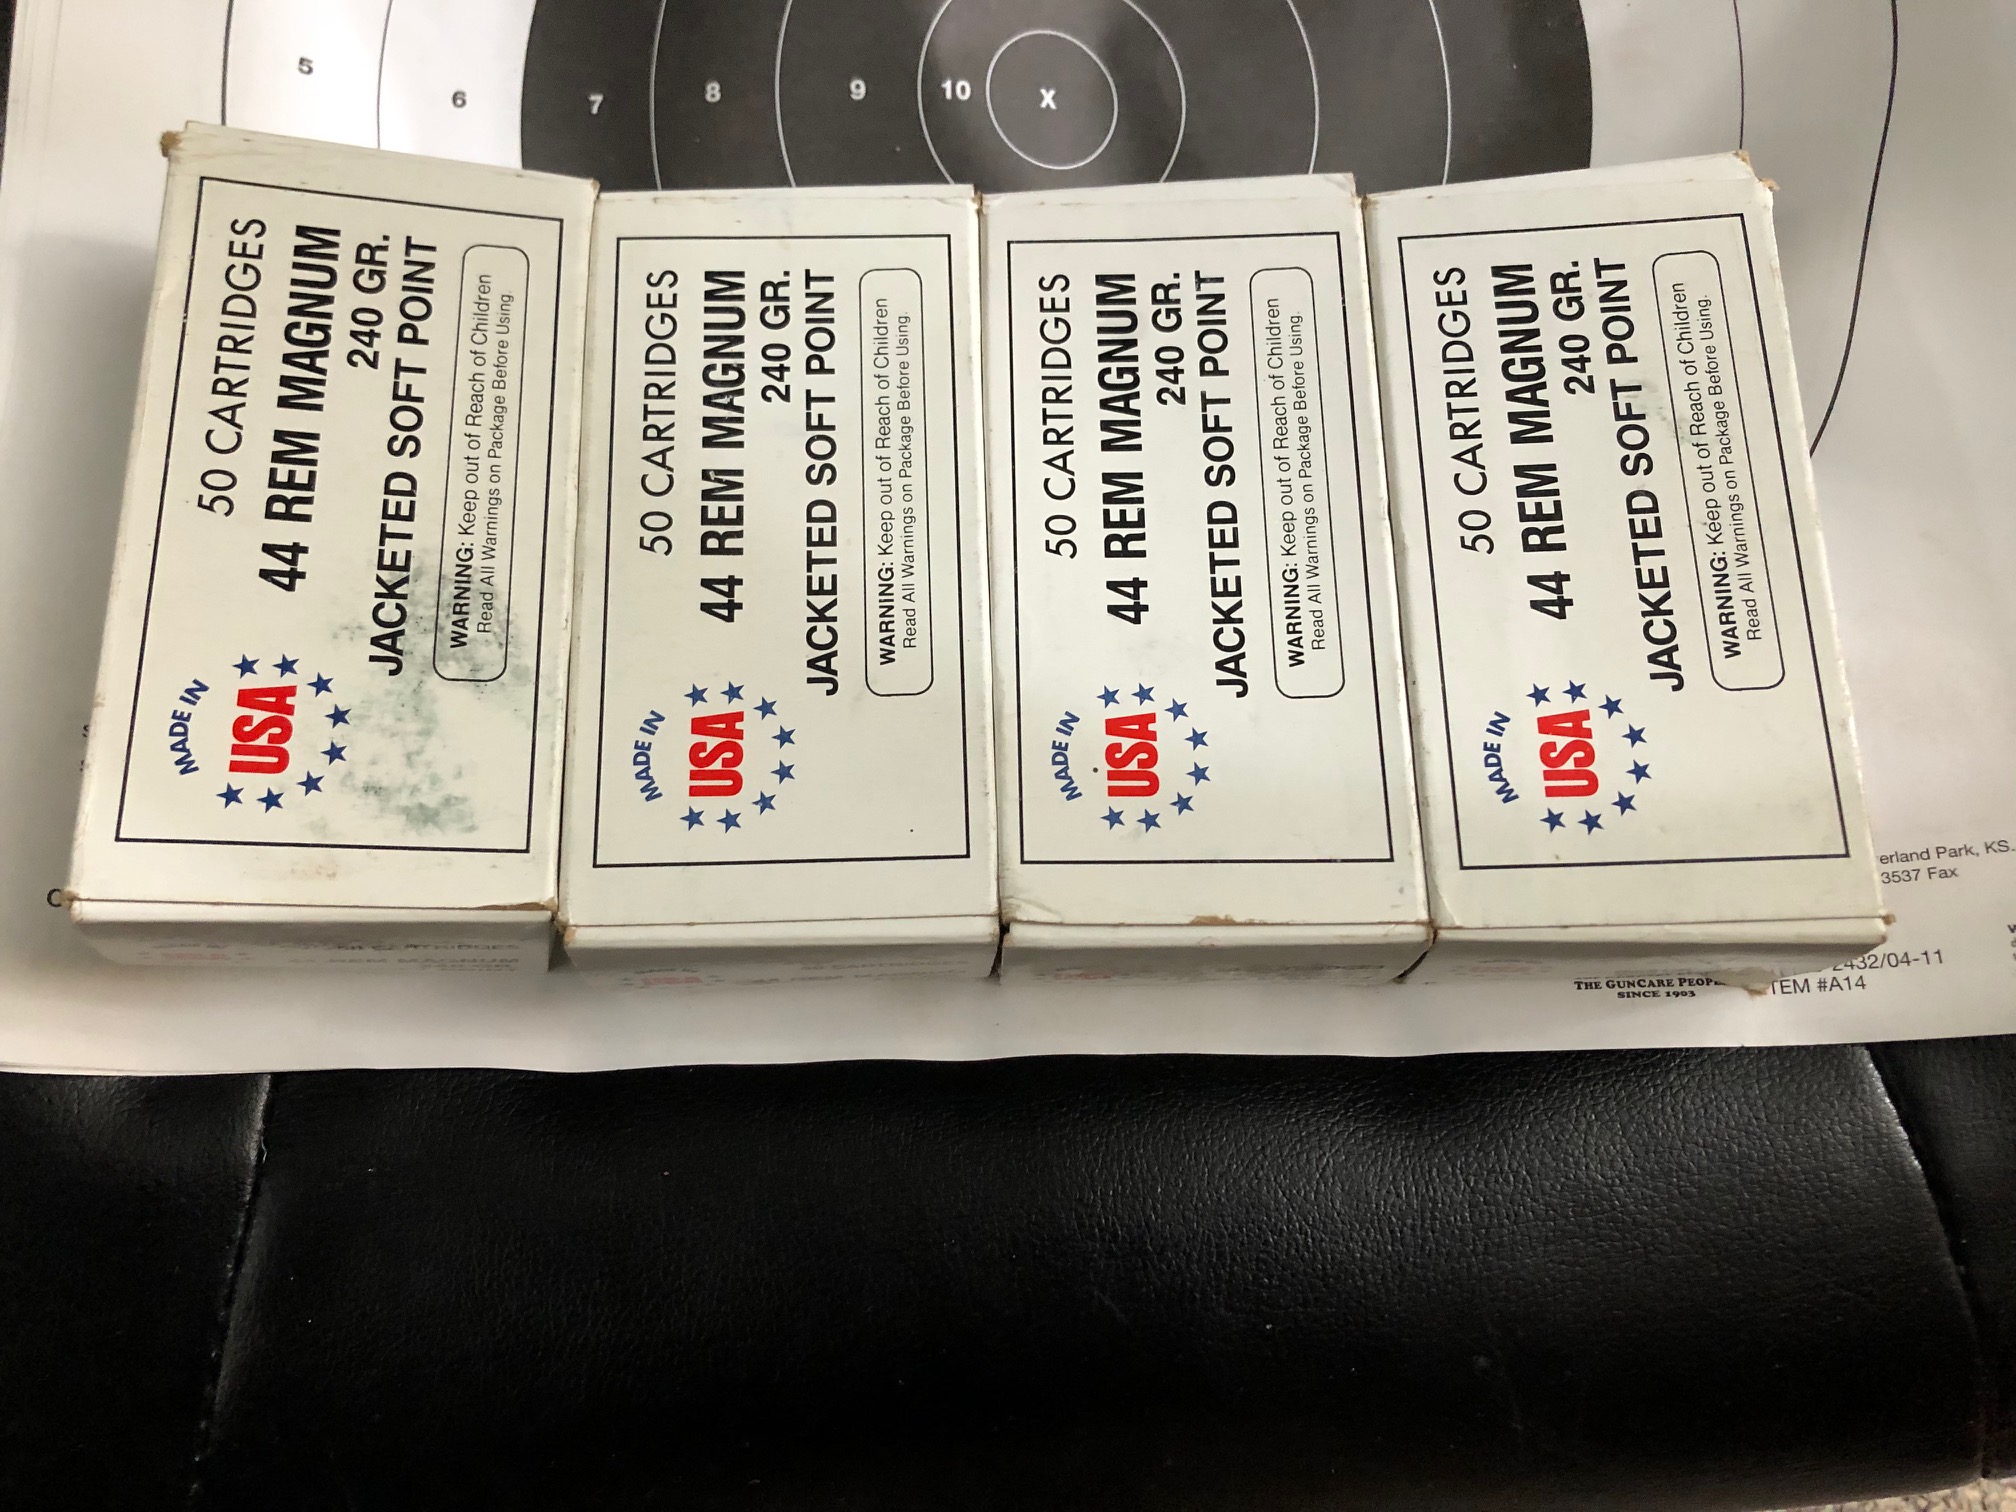 5
6
7
8
9
10
X
50 CARTRIDGES
44 REM MAGNUM
240 GR.
JACKETED SOFT POINT
WARNING: Keep out of Reach of Children
Read All Warnings on Package Before Using.
MADE IN
USA
50 CARTRIDGES
44 REM MAGNUM
240 GR.
JACKETED SOFT POINT
WARNING: Keep out of Reach of Children
Read All Warnings on Package Before Using.
MADE IN
USA
50 CARTRIDGES
44 REM MAGNUM
240 GR.
JACKETED SOFT POINT
WARNING: Keep out of Reach of Children
Read All Warnings on Package Before Using.
MADE IN
USA
50 CARTRIDGES
44 REM MAGNUM
240 GR.
JACKETED SOFT POINT
WARNING: Keep out of Reach of Children
Read All Warnings on Package Before Using.
MADE IN
USA
50 CARTRIDGES
44 REM MAGNUM
Park, KS.
3537 Fax
2432/04-11
#A14
THE GUNCARE
SINCE 1903